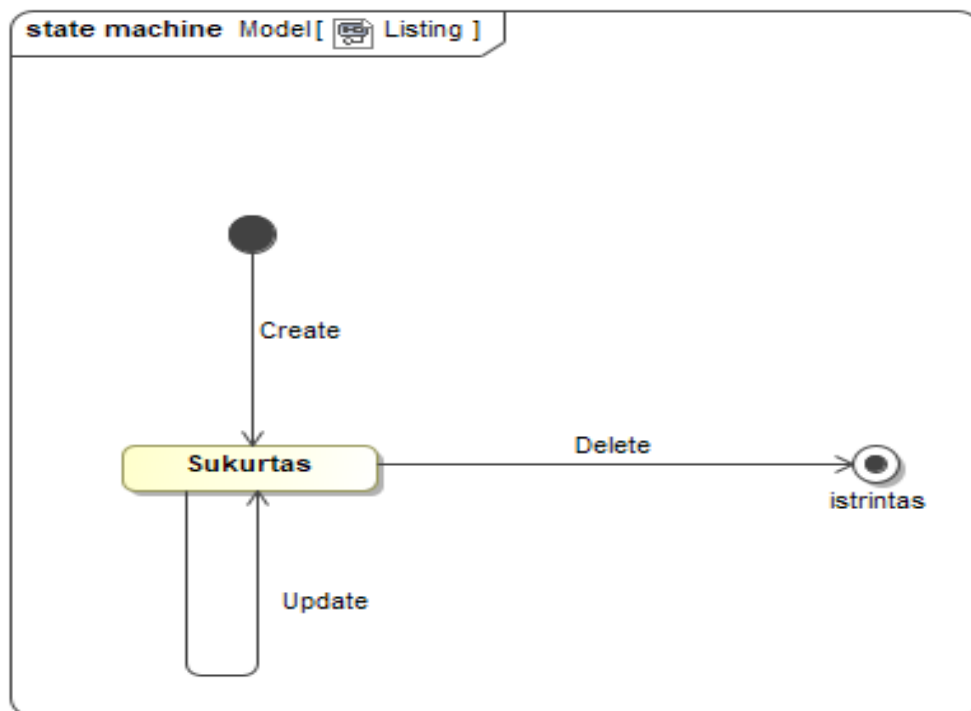 state machine Model[ Listing ]
Create
Sukurtas
Delete
istrintas
Update